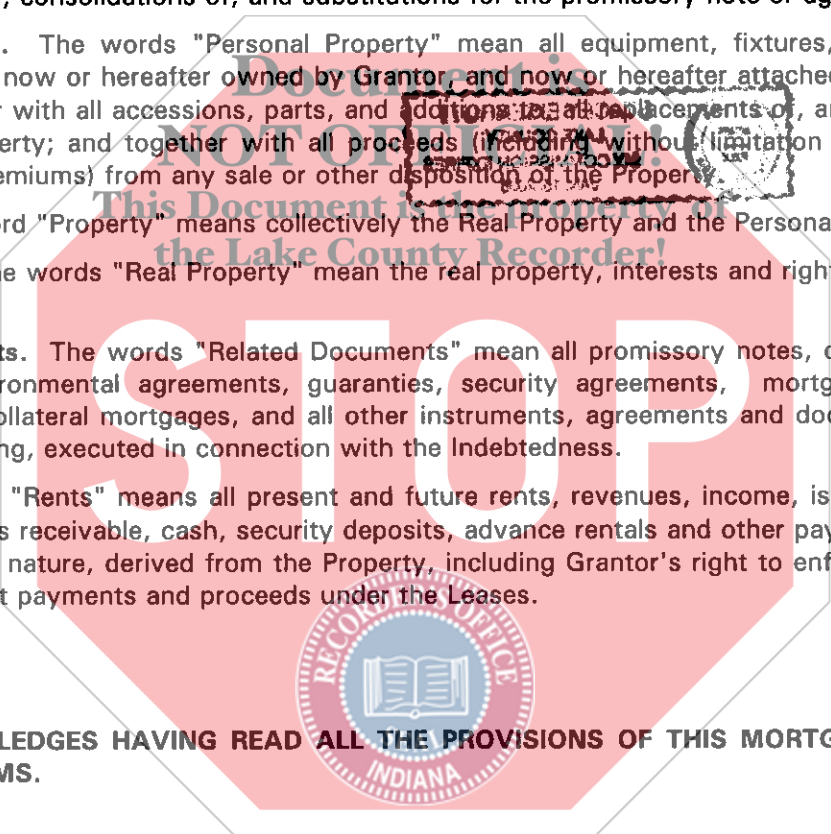 , consolidations of, and substitutions for the promissory note or ag
. The words "Personal Property" mean all equipment, fixtures,
now or hereafter owned by Grantor, and now or hereafter attached
r with all accessions, parts, and additions to, all replacements of, an
erty; and together with all proceeds (including without limitation
emiums) from any sale or other disposition of the Property.
ord "Property" means collectively the Real Property and the Persona
he words "Real Property" mean the real property, interests and right
ts. The words "Related Documents" mean all promissory notes, c
ronmental agreements, guaranties, security agreements, mortg
ollateral mortgages, and all other instruments, agreements and doc
ng, executed in connection with the Indebtedness.
"Rents" means all present and future rents, revenues, income, is
s receivable, cash, security deposits, advance rentals and other pay
nature, derived from the Property, including Grantor's right to enf
t payments and proceeds under the Leases.
LEDGES HAVING READ ALL THE PROVISIONS OF THIS MORTG
MS.
Document is
NOT OFFICIAL!
This Document is the property of
the Lake County Recorder!
STOP
RECORDER'S OFFICE
INDIANA